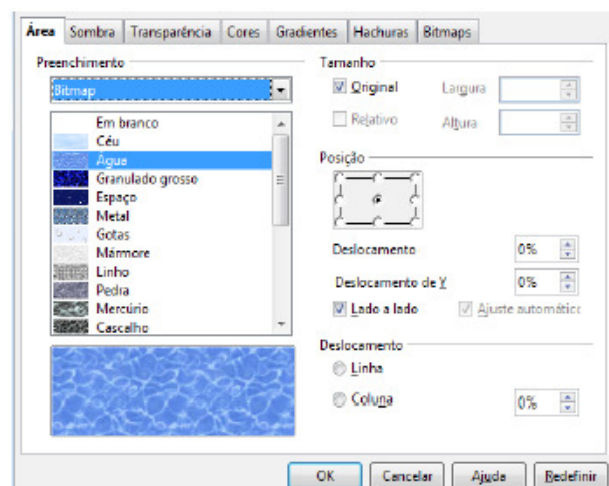 Área Sombra Transparência Cores Gradientes Hachuras Bitmaps
Preenchimento
Bitmap
Em branco
Céu
Água
Granulado grosso
Espaço
Metal
Gotas
Mármore
Linho
Pedra
Mercúrio
Cascalho
Tamanho
Original Largura
Relativo Altura
Posição
Deslocamento 0%
Deslocamento de Y 0%
Lado a lado Ajuste automátic
Deslocamento
Linha
Coluna 0%
OK Cancelar Ajuda Redefinir